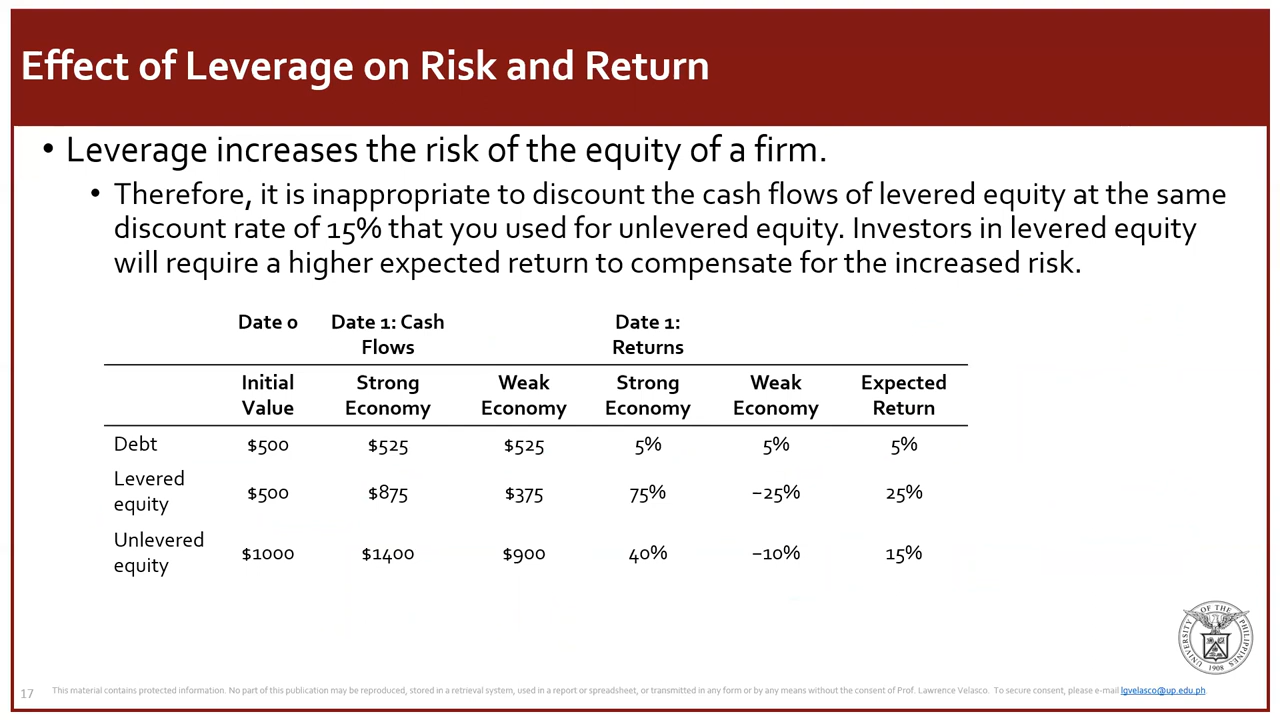 Effect of Leverage on Risk and Return
• Leverage increases the risk of the equity of a firm.
• Therefore, it is inappropriate to discount the cash flows of levered equity at the same
discount rate of 15% that you used for unlevered equity. Investors in levered equity
will require a higher expected return to compensate for the increased risk.
Date 0 Date 1: Cash Flows Date 1: Returns
Initial Value Strong Economy Weak Economy Strong Economy Weak Economy Expected Return
Debt $500 $525 $525 5% 5% 5%
Levered equity $500 $875 $375 75% −25% 25%
Unlevered equity $1000 $1400 $900 40% −10% 15%
UNIVERSITY OF THE PHILIPPINES
1908
17 This material contains protected information. No part of this publication may be reproduced, stored in a retrieval system, used in a report or spreadsheet, or transmitted in any form or by any means without the consent of Prof. Lawrence Velasco. To secure consent, please e-mail lgvelasco@up.edu.ph.